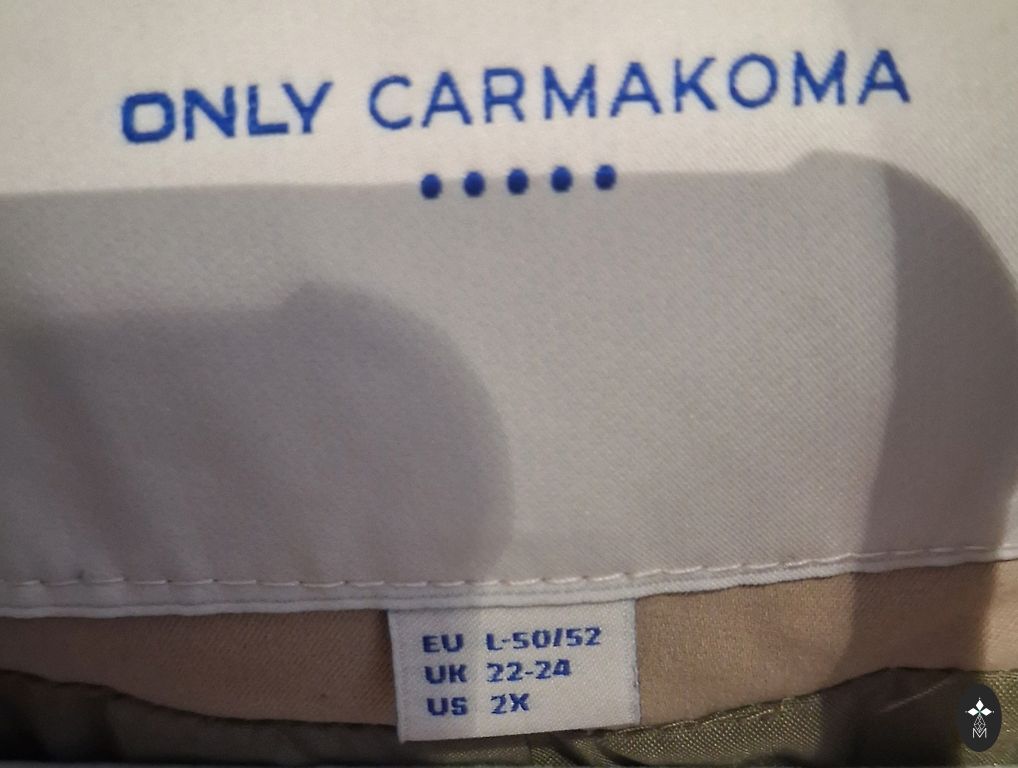 ONLY CARMAKOMA
EU L-50/52
UK 22-24
US 2X
M